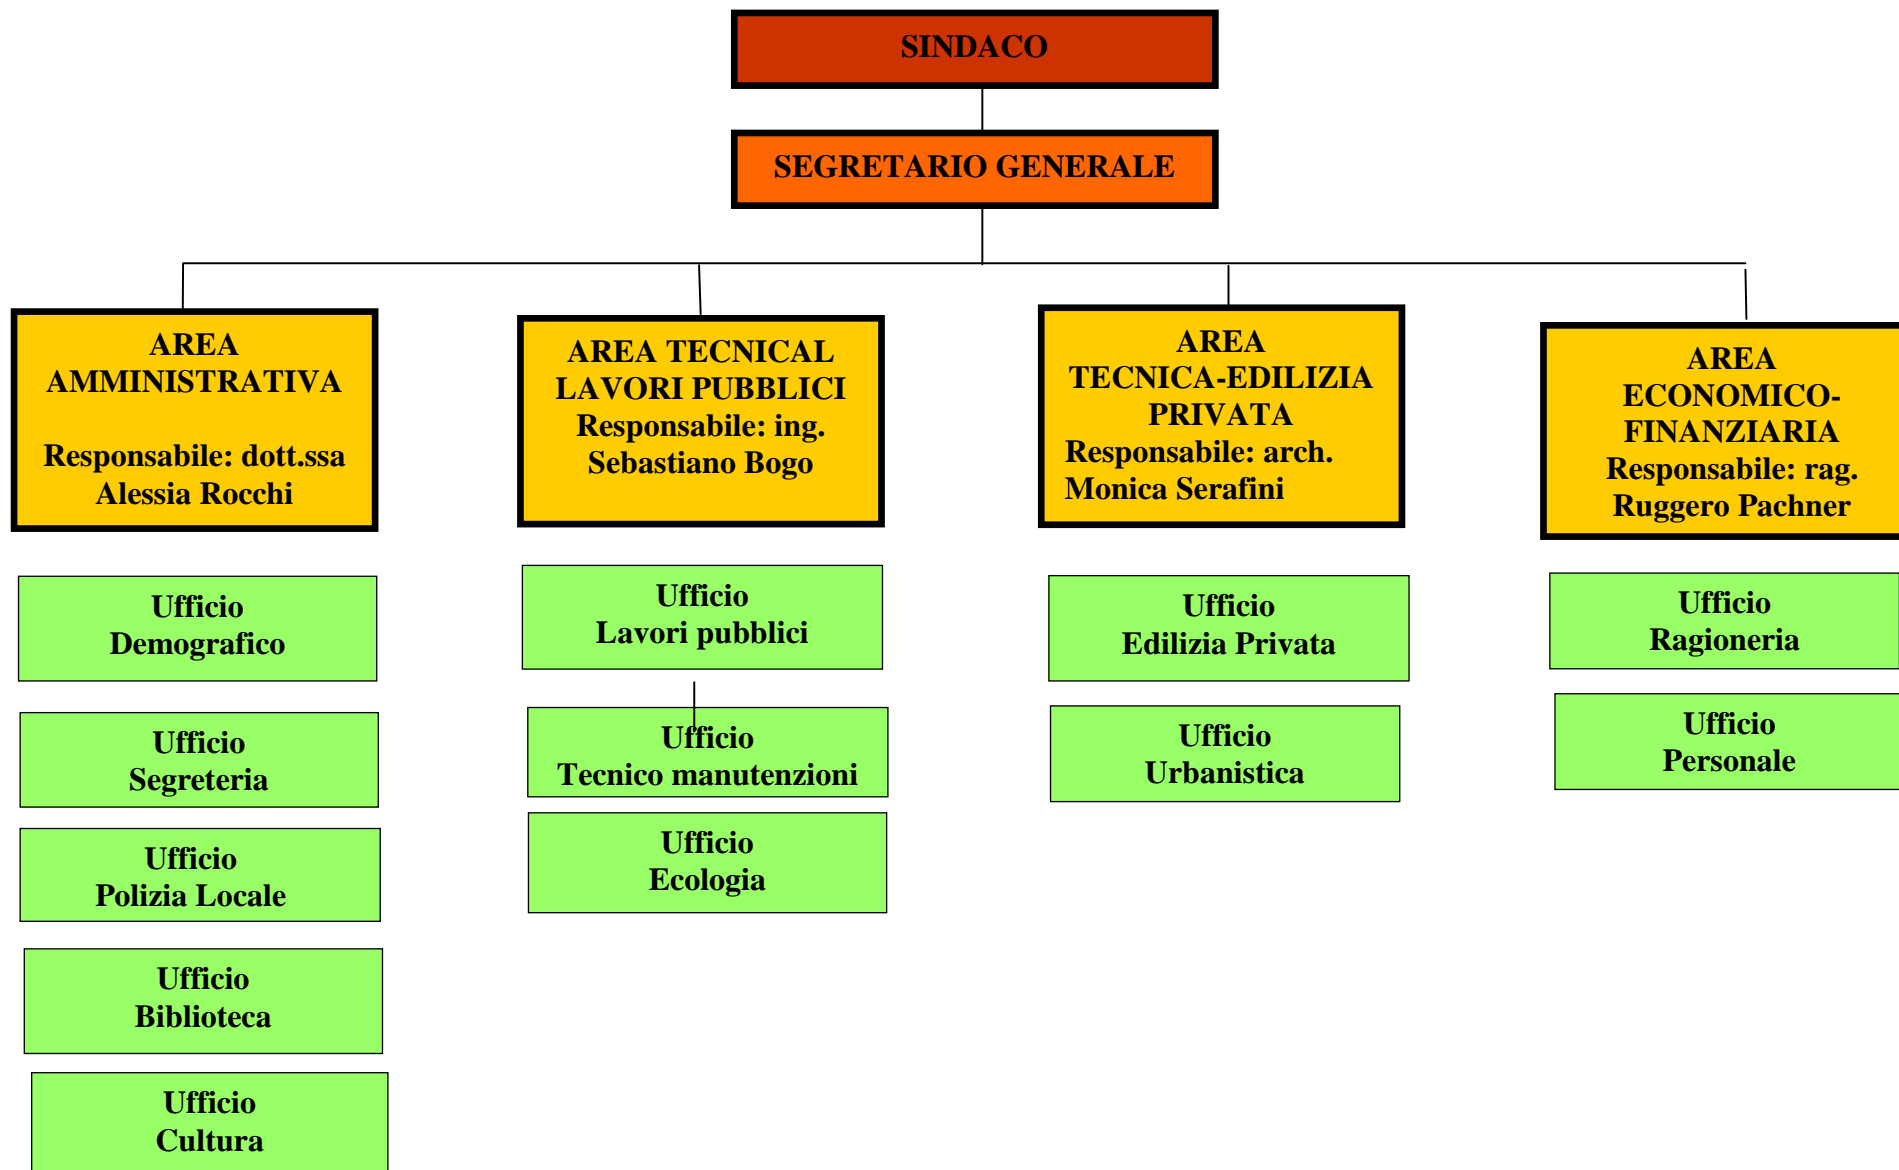 SINDACO
SEGRETARIO GENERALE
AREA
AMMINISTRATIVA
Responsabile: dott.ssa
Alessia Rocchi
AREA TECNICAL
LAVORI PUBBLICI
Responsabile: ing.
Sebastiano Bogo
AREA
TECNICA-EDILIZIA
PRIVATA
Responsabile: arch.
Monica Serafini
AREA
ECONOMICO-
FINANZIARIA
Responsabile: rag.
Ruggero Pachner
Ufficio
Demografico
Ufficio
Segreteria
Ufficio
Polizia Locale
Ufficio
Biblioteca
Ufficio
Cultura
Ufficio
Lavori pubblici
Ufficio
Tecnico manutenzioni
Ufficio
Ecologia
Ufficio
Edilizia Privata
Ufficio
Urbanistica
Ufficio
Ragioneria
Ufficio
Personale